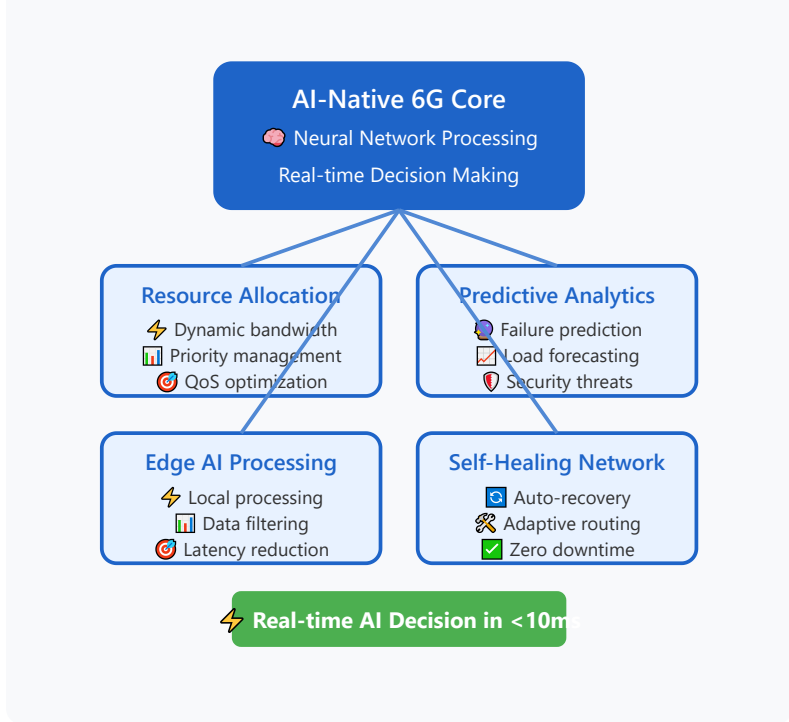 AI-Native 6G Core
🧠 Neural Network Processing
Real-time Decision Making
Resource Allocation
⚡ Dynamic bandwidth
📊 Priority management
🎯 QoS optimization
Predictive Analytics
🔮 Failure prediction
📈 Load forecasting
🛡️ Security threats
Edge AI Processing
⚡ Local processing
📊 Data filtering
🎯 Latency reduction
Self-Healing Network
🔄 Auto-recovery
🛠️ Adaptive routing
✅ Zero downtime
⚡ Real-time AI Decision in <10ms